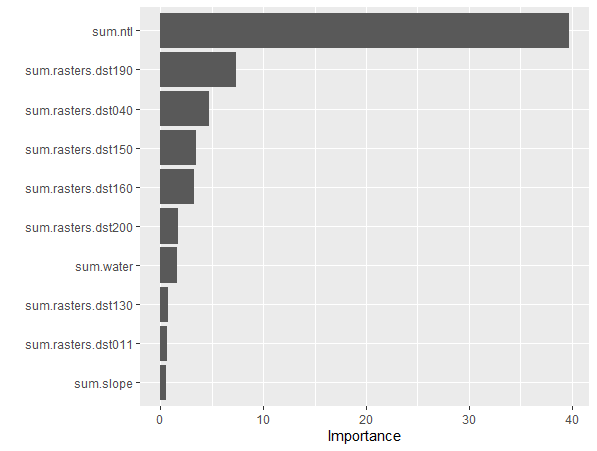 sum.ntl
sum.rasters.dst190
sum.rasters.dst040
sum.rasters.dst150
sum.rasters.dst160
sum.rasters.dst200
sum.water
sum.rasters.dst130
sum.rasters.dst011
sum.slope
0 10 20 30 40
Importance